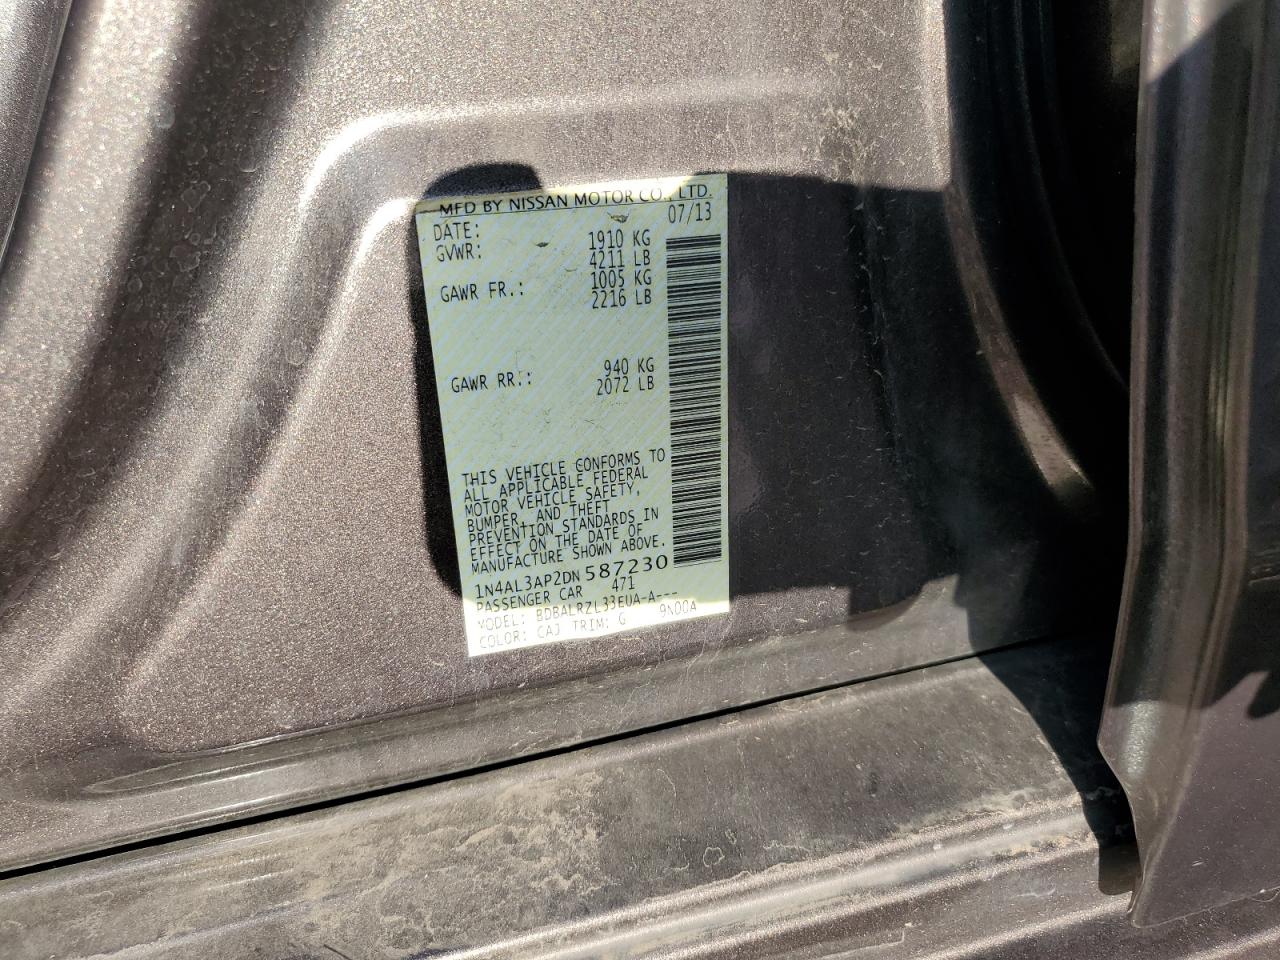 MFD BY NISSAN MOTOR CO., LTD.
DATE: 07/13
GVWR: 1910 KG
4211 LB
GAWR FR.: 1005 KG
2216 LB
GAWR RR.: 940 KG
2072 LB
THIS VEHICLE CONFORMS TO
ALL APPLICABLE FEDERAL
MOTOR VEHICLE SAFETY,
BUMPER, AND THEFT
PREVENTION STANDARDS IN
EFFECT ON THE DATE OF
MANUFACTURE SHOWN ABOVE.
1N4AL3AP2DN587230
PASSENGER CAR 471
MODEL: BDBALRZL33EUA-A---
COLOR: CAJ TRIM: G 9N00A